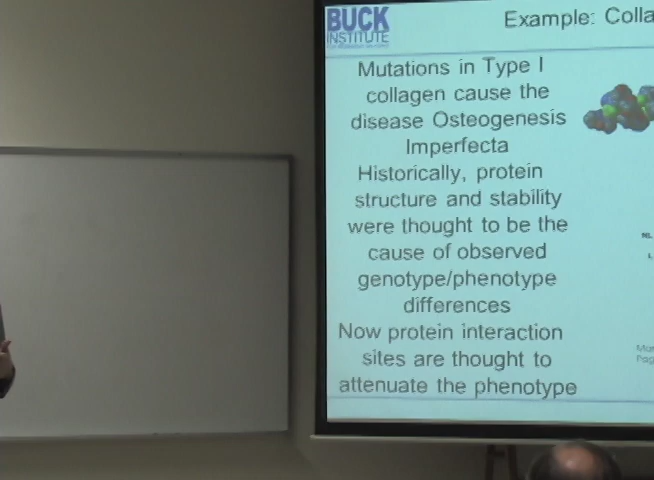 BUCK
INSTITUTE
Example: Colla
Mutations in Type I
collagen cause the
disease Osteogenesis
Imperfecta
Historically, protein
structure and stability
were thought to be the
cause of observed
genotype/phenotype
differences
Now protein interaction
sites are thought to
attenuate the phenotype